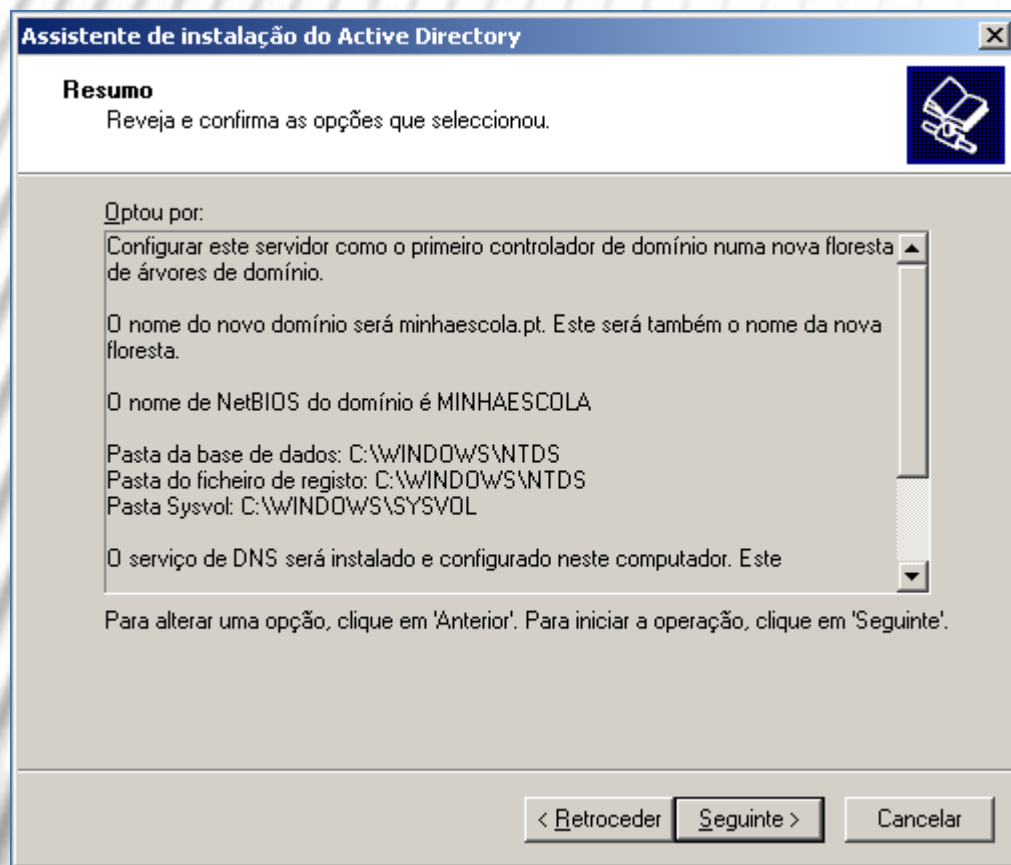 Assistente de instalação do Active Directory
Resumo
Reveja e confirma as opções que seleccionou.
Optou por:
Configurar este servidor como o primeiro controlador de domínio numa nova floresta
de árvores de domínio.
O nome do novo domínio será minhaescola.pt. Este será também o nome da nova
floresta.
O nome de NetBIOS do domínio é MINHAESCOLA
Pasta da base de dados: C:\WINDOWS\NTDS
Pasta do ficheiro de registo: C:\WINDOWS\NTDS
Pasta Sysvol: C:\WINDOWS\SYSVOL
O serviço de DNS será instalado e configurado neste computador. Este
Para alterar uma opção, clique em 'Anterior'. Para iniciar a operação, clique em 'Seguinte'.
< Retroceder Seguinte > Cancelar